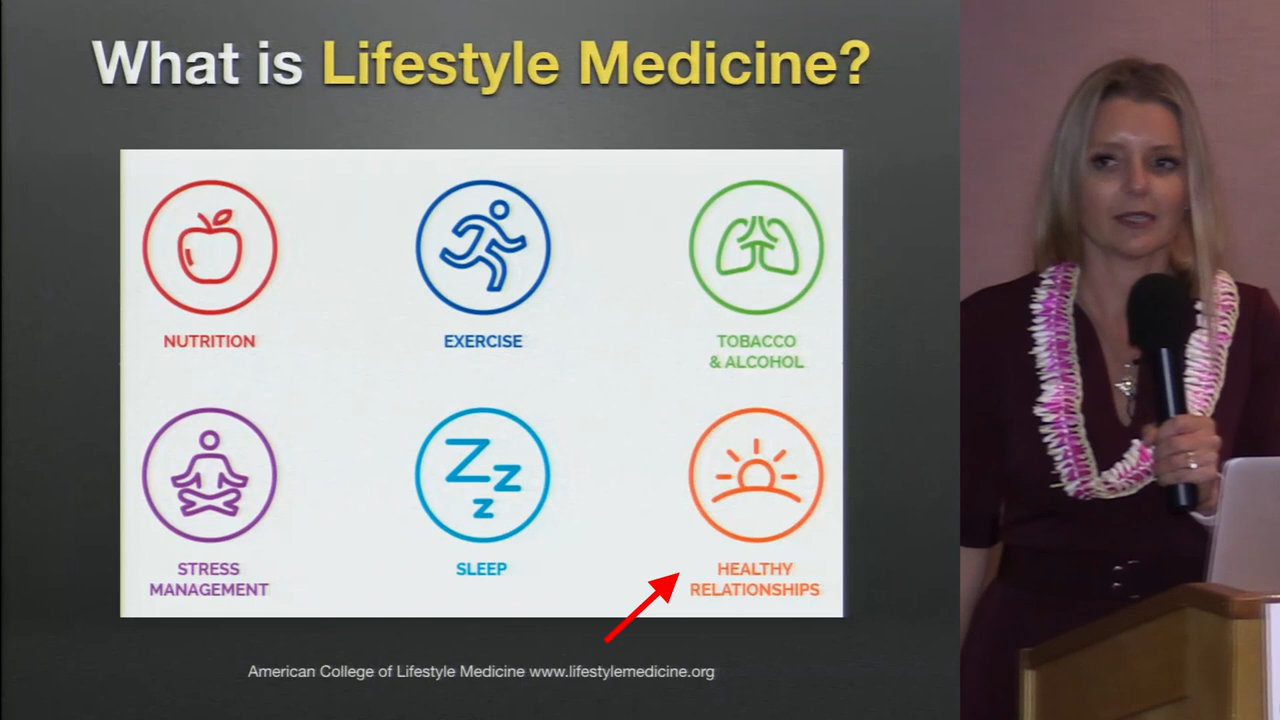 What is Lifestyle Medicine?
NUTRITION
EXERCISE
TOBACCO
& ALCOHOL
STRESS
MANAGEMENT
SLEEP
Zzz
HEALTHY
RELATIONSHIPS
American College of Lifestyle Medicine www.lifestylemedicine.org